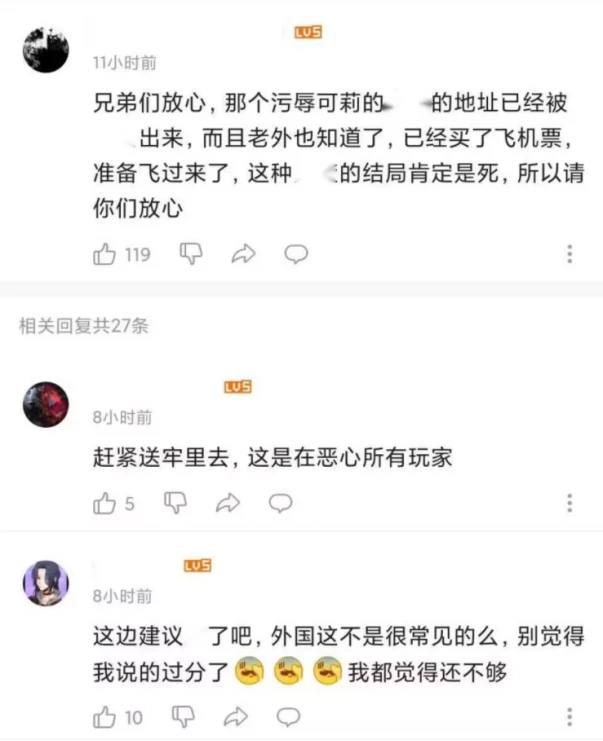 LV5
11小时前
兄弟们放心，那个污辱可莉的 的地址已经被
出来，而且老外也知道了，已经买了飞机票，
准备飞过来了，这种 的结局肯定是死，所以请
你们放心
119
相关回复共27条
LV5
8小时前
赶紧送牢里去，这是在恶心所有玩家
5
LV5
8小时前
这边建议 了吧，外国这不是很常见的么，别觉得
我说的过分了 我都觉得还不够
10